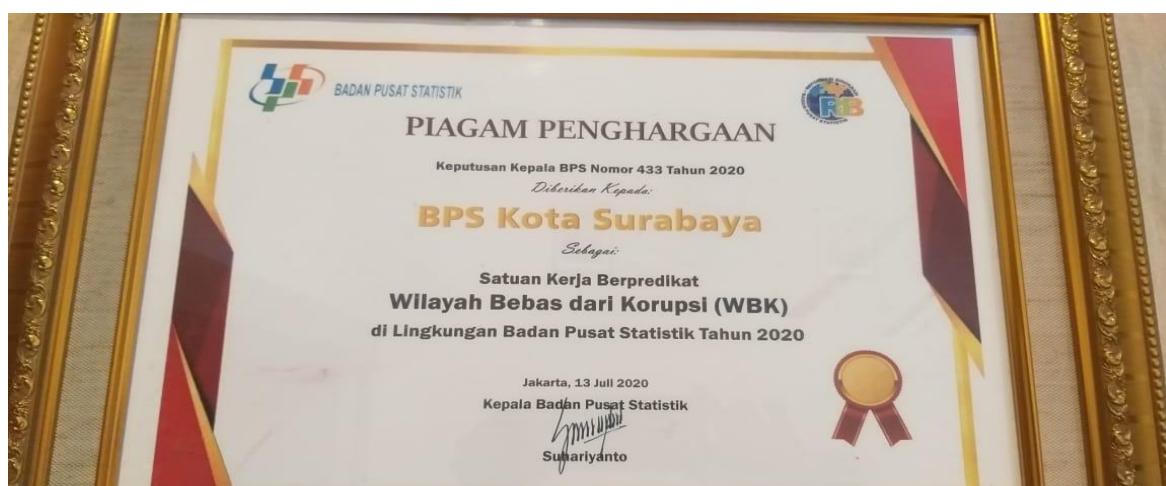 BADAN PUSAT STATISTIK
RB
PIAGAM PENGHARGAAN
Keputusan Kepala BPS Nomor 433 Tahun 2020
Diberikan Kepada:
BPS Kota Surabaya
Sebagai:
Satuan Kerja Berpredikat
Wilayah Bebas dari Korupsi (WBK)
di Lingkungan Badan Pusat Statistik Tahun 2020
Jakarta, 13 Juli 2020
Kepala Badan Pusat Statistik
Suhariyanto